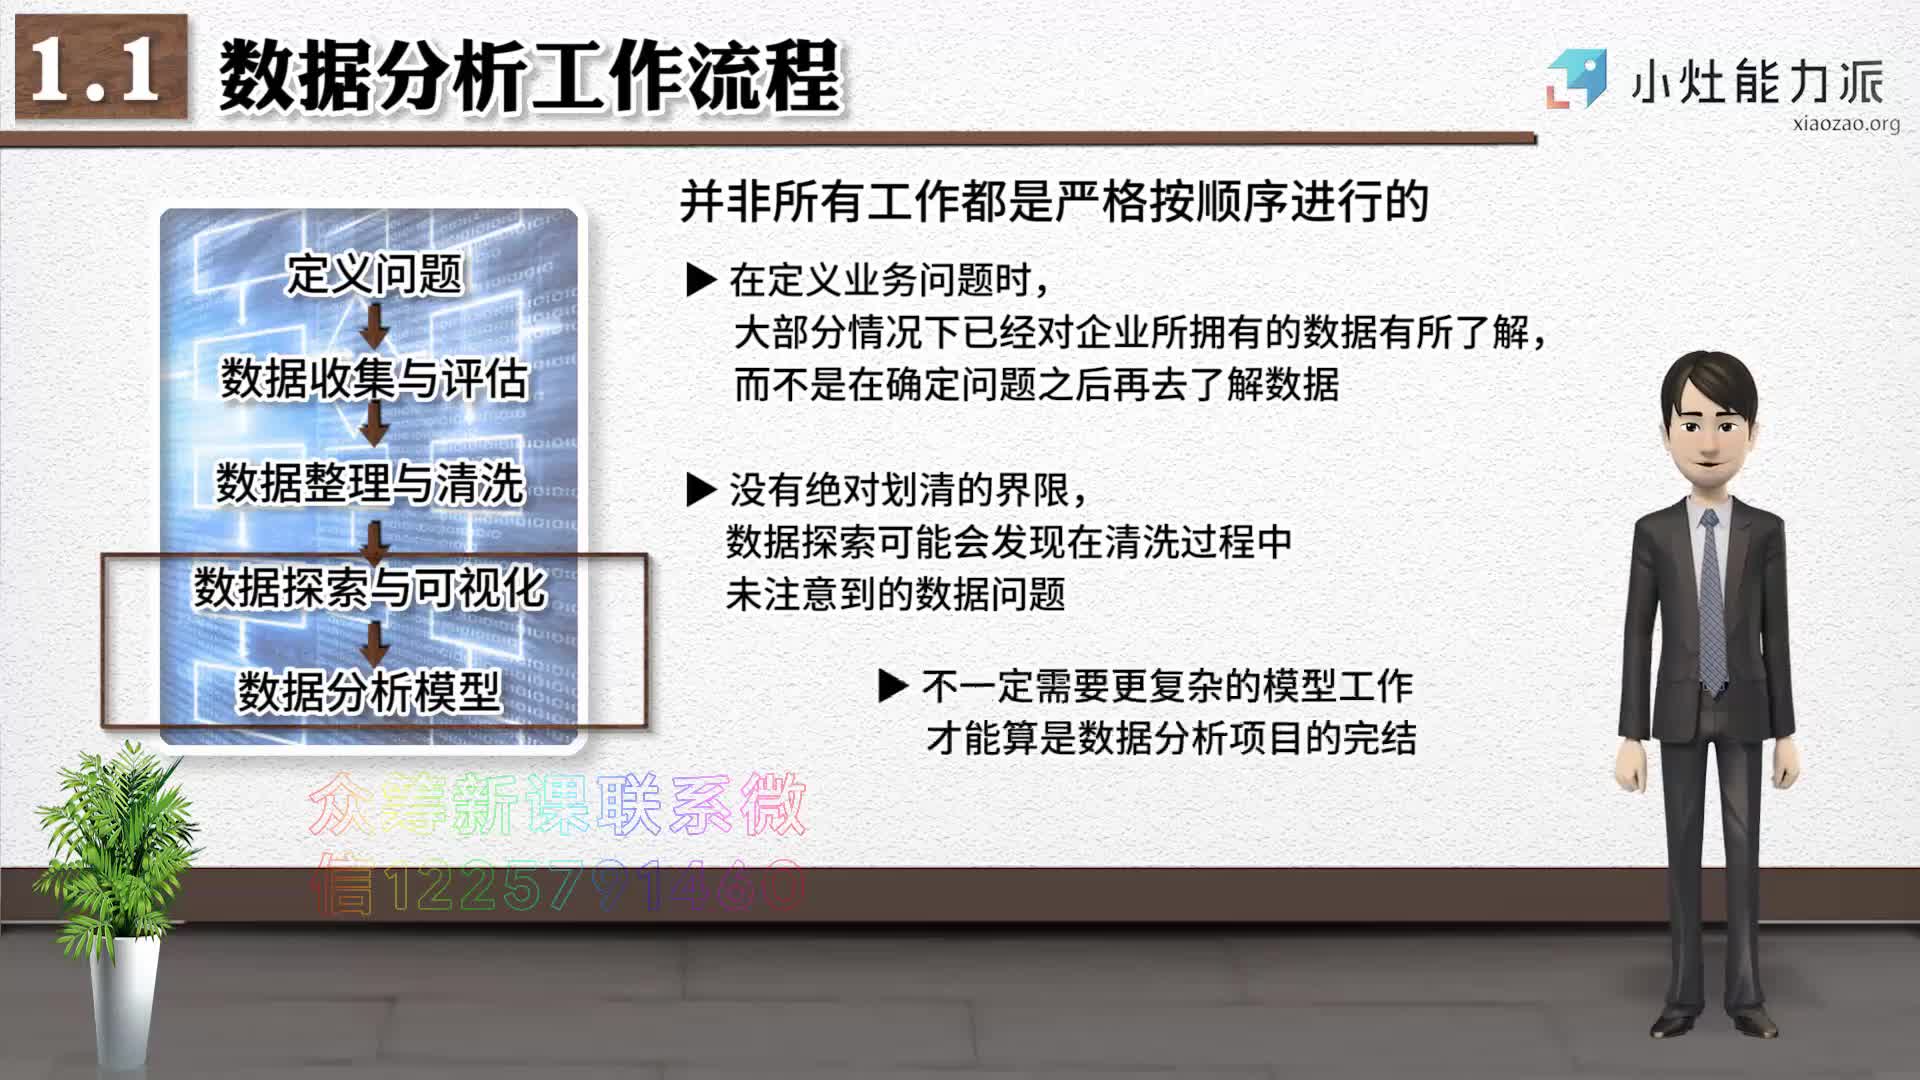 1.1 数据分析工作流程
小灶能力派
xiaozao.org
定义问题
数据收集与评估
数据整理与清洗
数据探索与可视化
数据分析模型
并非所有工作都是严格按顺序进行的
▶ 在定义业务问题时，
大部分情况下已经对企业所拥有的数据有所了解，
而不是在确定问题之后再去了解数据
▶ 没有绝对划清的界限，
数据探索可能会发现在清洗过程中
未注意到的数据问题
▶ 不一定需要更复杂的模型工作
才能算是数据分析项目的完结
众筹新课联系微
信1225791460